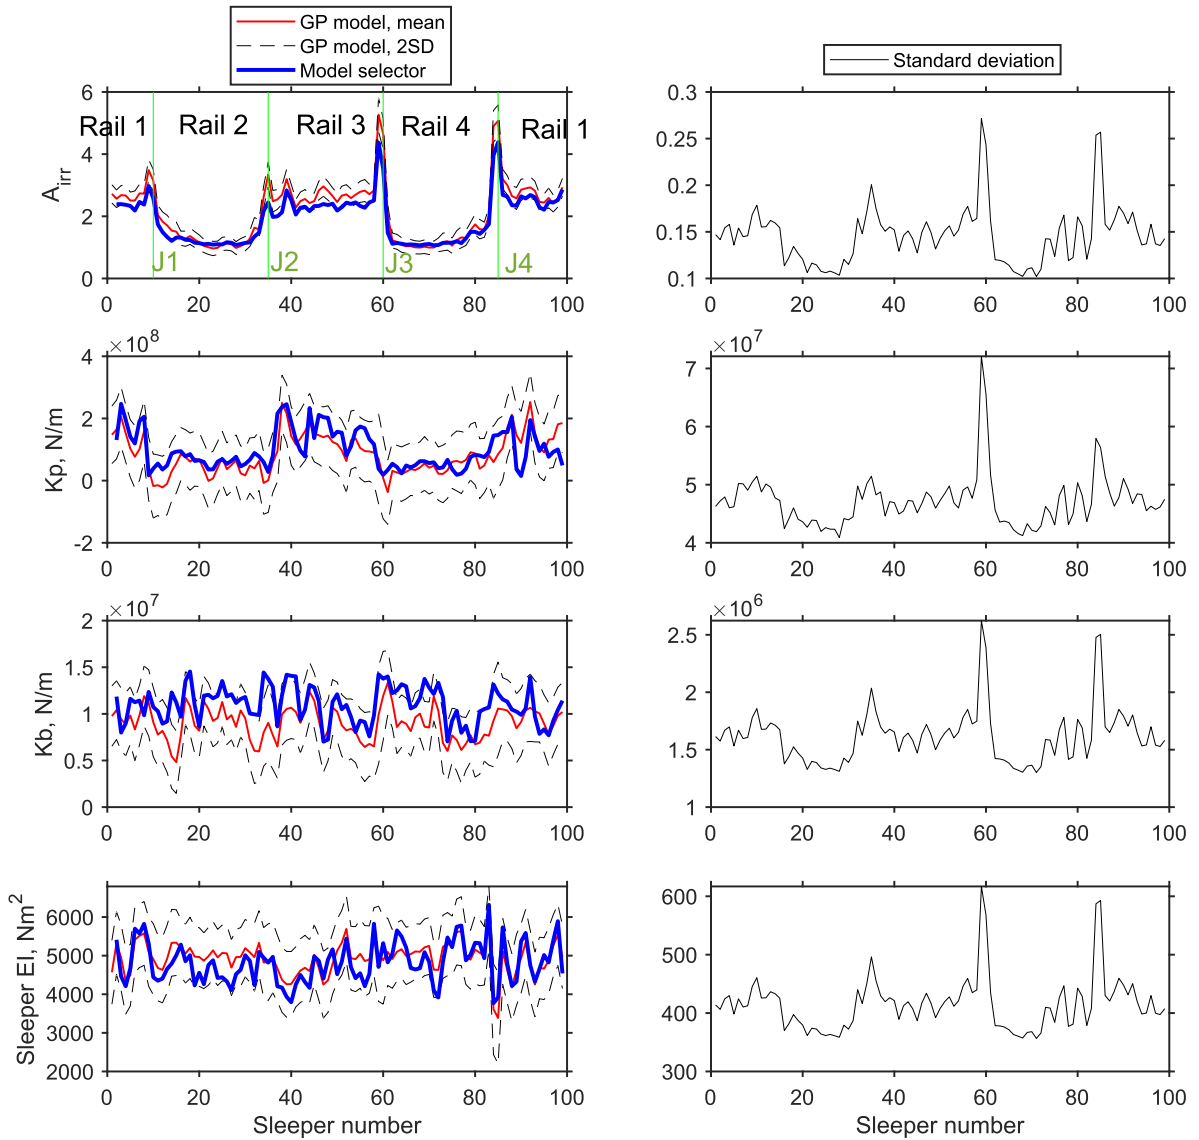 GP model, mean
GP model, 2SD
Model selector
Standard deviation
6
4
2
0
A_irr
Rail 1
Rail 2
Rail 3
Rail 4
Rail 1
J1
J2
J3
J4
0 20 40 60 80 100
0.3
0.25
0.2
0.15
0.1
0 20 40 60 80 100
×10^8
4
2
0
-2
Kp, N/m
0 20 40 60 80 100
×10^7
7
6
5
4
0 20 40 60 80 100
×10^7
2
1.5
1
0.5
0
Kb, N/m
0 20 40 60 80 100
×10^6
2.5
2
1.5
1
0 20 40 60 80 100
6000
5000
4000
3000
2000
Sleeper EI, Nm^2
0 20 40 60 80 100
Sleeper number
600
500
400
300
0 20 40 60 80 100
Sleeper number